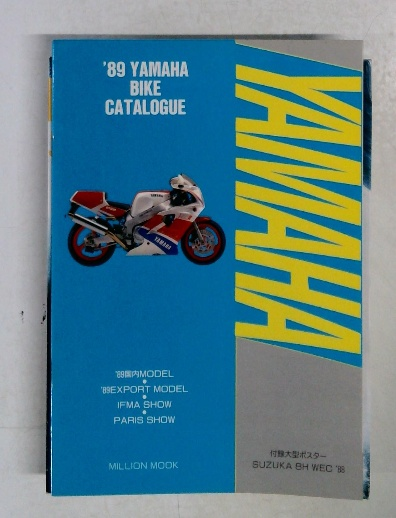 '89 YAMAHA
BIKE
CATALOGUE
YAMAHA
YAMAHA
'89国内MODEL
'89EXPORT MODEL
IFMA SHOW
PARIS SHOW
MILLION MOOK
付録大型ポスター
SUZUKA 8H WEC '88